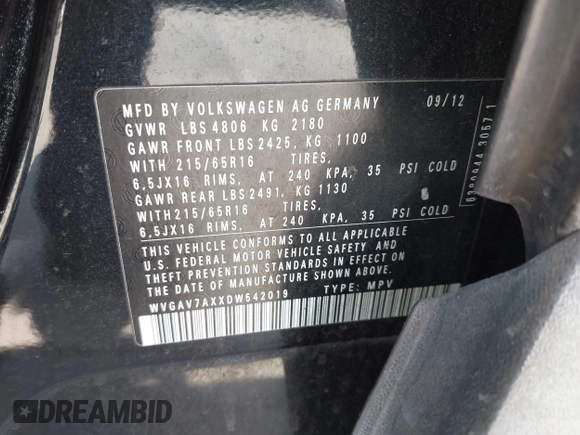 MFD BY VOLKSWAGEN AG GERMANY 09/12
GVWR LBS 4806 KG 2180
GAWR FRONT LBS 2425, KG 1100
WITH 215/65R16 TIRES,
6,5JX16 RIMS, AT 240 KPA, 35 PSI COLD
GAWR REAR LBS 2491, KG 1130
WITH 215/65R16 TIRES,
6,5JX16 RIMS, AT 240 KPA, 35 PSI COLD
THIS VEHICLE CONFORMS TO ALL APPLICABLE
U.S. FEDERAL MOTOR VEHICLE SAFETY AND
THEFT PREVENTION STANDARDS IN EFFECT ON
THE DATE OF MANUFACTURE SHOWN ABOVE.
WVGAV7AXXDW542019 TYPE: MPV
DREAMBID